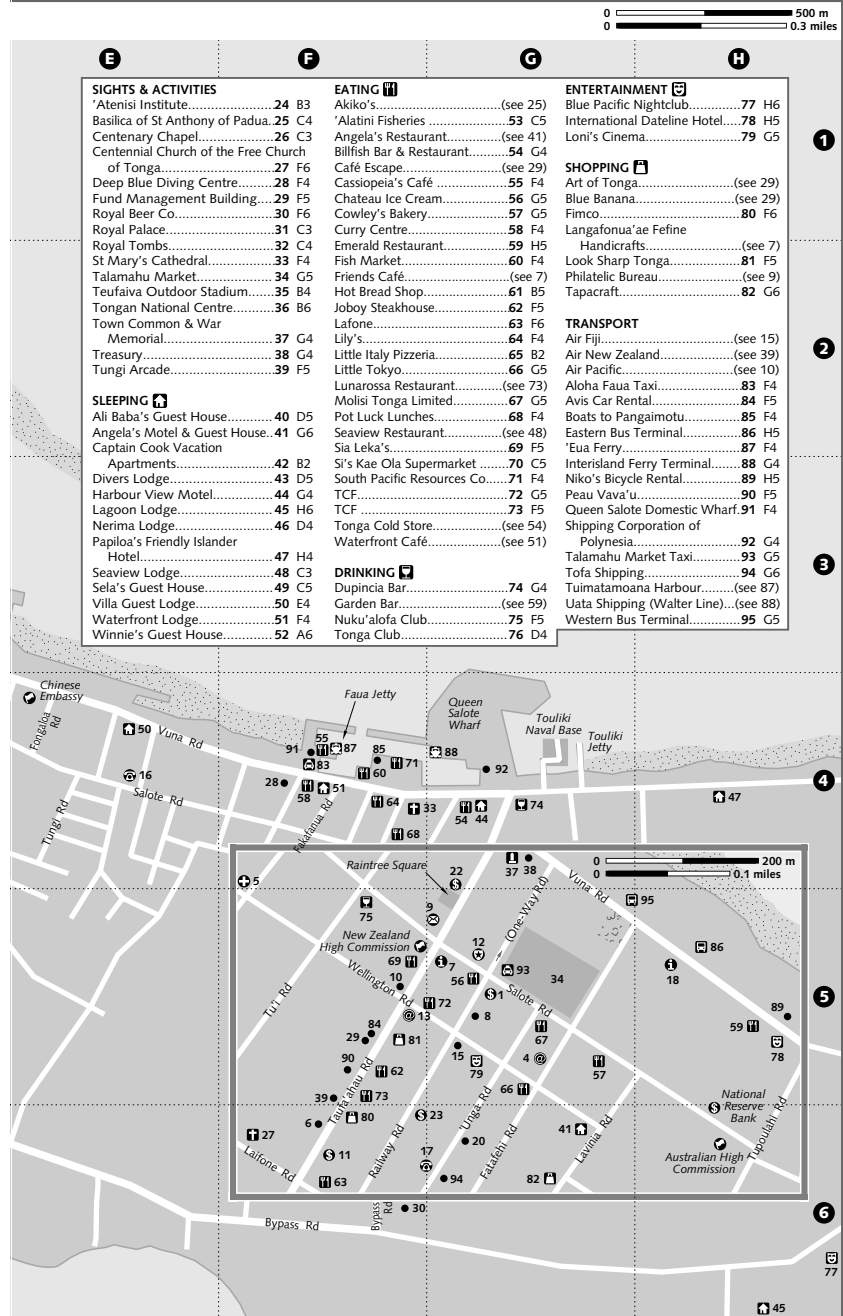 0 500 m
0 0.3 miles
E F G H
SIGHTS & ACTIVITIES
'Atenisi Institute....................24 B3
Basilica of St Anthony of Padua..25 C4
Centenary Chapel....................26 C3
Centennial Church of the Free Church
of Tonga....................27 F6
Deep Blue Diving Centre....................28 F4
Fund Management Building....................29 F5
Royal Beer Co....................30 F6
Royal Palace....................31 C3
Royal Tombs....................32 C4
St Mary's Cathedral....................33 F4
Talamahu Market....................34 G5
Teufaiva Outdoor Stadium....................35 B4
Tongan National Centre....................36 B6
Town Common & War
Memorial....................37 G4
Treasury....................38 G4
Tungi Arcade....................39 F5
SLEEPING
Ali Baba's Guest House....................40 D5
Angela's Motel & Guest House..41 G6
Captain Cook Vacation
Apartments....................42 B2
Divers Lodge....................43 D5
Harbour View Motel....................44 G4
Lagoon Lodge....................45 H6
Nerima Lodge....................46 D4
Papiloa's Friendly Islander
Hotel....................47 H4
Seaview Lodge....................48 C3
Sela's Guest House....................49 C5
Villa Guest Lodge....................50 E4
Waterfront Lodge....................51 F4
Winnie's Guest House....................52 A6
EATING
Akiko's....................(see 25)
'Alatini Fisheries ....................53 C5
Angela's Restaurant....................(see 41)
Billfish Bar & Restaurant....................54 G4
Café Escape....................(see 29)
Cassiopeia's Café ....................55 F4
Chateau Ice Cream....................56 G5
Cowley's Bakery....................57 G5
Curry Centre....................58 F4
Emerald Restaurant....................59 H5
Fish Market....................60 F4
Friends Café....................(see 7)
Hot Bread Shop....................61 B5
Joboy Steakhouse....................62 F5
Lafone....................63 F6
Lily's....................64 F4
Little Italy Pizzeria....................65 B2
Little Tokyo....................66 G5
Lunarossa Restaurant....................(see 73)
Molisi Tonga Limited....................67 G5
Pot Luck Lunches....................68 F4
Seaview Restaurant....................(see 48)
Sia Leka's....................69 F5
Si's Kae Ola Supermarket ....................70 C5
South Pacific Resources Co....................71 F4
TCF....................72 G5
TCF....................73 F5
Tonga Cold Store....................(see 54)
Waterfront Café....................(see 51)
DRINKING
Dupincia Bar....................74 G4
Garden Bar....................(see 59)
Nuku'alofa Club....................75 F5
Tonga Club....................76 D4
ENTERTAINMENT
Blue Pacific Nightclub....................77 H6
International Dateline Hotel....................78 H5
Loni's Cinema....................79 G5
SHOPPING
Art of Tonga....................(see 29)
Blue Banana....................(see 29)
Fimco....................80 F6
Langafonua'ae Fefine
Handicrafts....................(see 7)
Look Sharp Tonga....................81 F5
Philatelic Bureau....................(see 9)
Tapacraft....................82 G6
TRANSPORT
Air Fiji....................(see 15)
Air New Zealand....................(see 39)
Air Pacific....................(see 10)
Aloha Faua Taxi....................83 F4
Avis Car Rental....................84 F5
Boats to Pangaimotu....................85 F4
Eastern Bus Terminal....................86 H5
'Eua Ferry....................87 F4
Interisland Ferry Terminal....................88 G4
Niko's Bicycle Rental....................89 H5
Peau Vava'u....................90 F5
Queen Salote Domestic Wharf.91 F4
Shipping Corporation of
Polynesia....................92 G4
Talamahu Market Taxi....................93 G5
Tofa Shipping....................94 G6
Tuimatamoana Harbour....................(see 87)
Uata Shipping (Walter Line)...(see 88)
Western Bus Terminal....................95 G5
1
2
3
4
5
6
Chinese
Embassy
Fongaloa
Rd
50
Vuna Rd
16
Salote Rd
Tungi Rd
Faua Jetty
55
91
87
83
85
71
60
28
58
51
Fakafanua Rd
64
33
68
Queen
Salote
Wharf
88
92
Touliki
Naval Base
Touliki
Jetty
54
44
74
47
0 200 m
0 0.1 miles
Raintree Square
22
37
38
5
75
9
(One-Way Rd)
Vuna Rd
95
New Zealand
High Commission
69
7
12
93
34
86
18
Wellington Rd
10
56
1
Salote Rd
72
13
8
67
89
59
78
Tu'i Rd
84
29
81
15
79
4
57
90
62
66
39
73
Taufa'ahau Rd
80
6
23
'Unga Rd
National
Reserve
Bank
27
11
Railway Rd
17
20
Fatafehi Rd
41
Lavinia Rd
Australian High
Commission
Tupoulahi Rd
Laifone Rd
63
94
82
Bypass
Rd
30
Bypass Rd
77
45